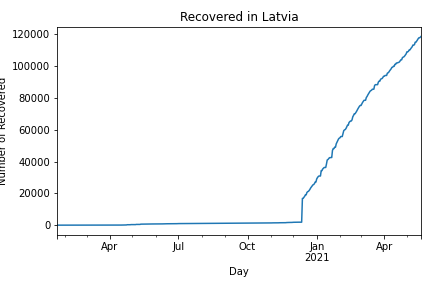 Recovered in Latvia
120000
100000
80000
60000
40000
20000
0
Number of Recovered
Apr
Jul
Oct
Jan
2021
Apr
Day